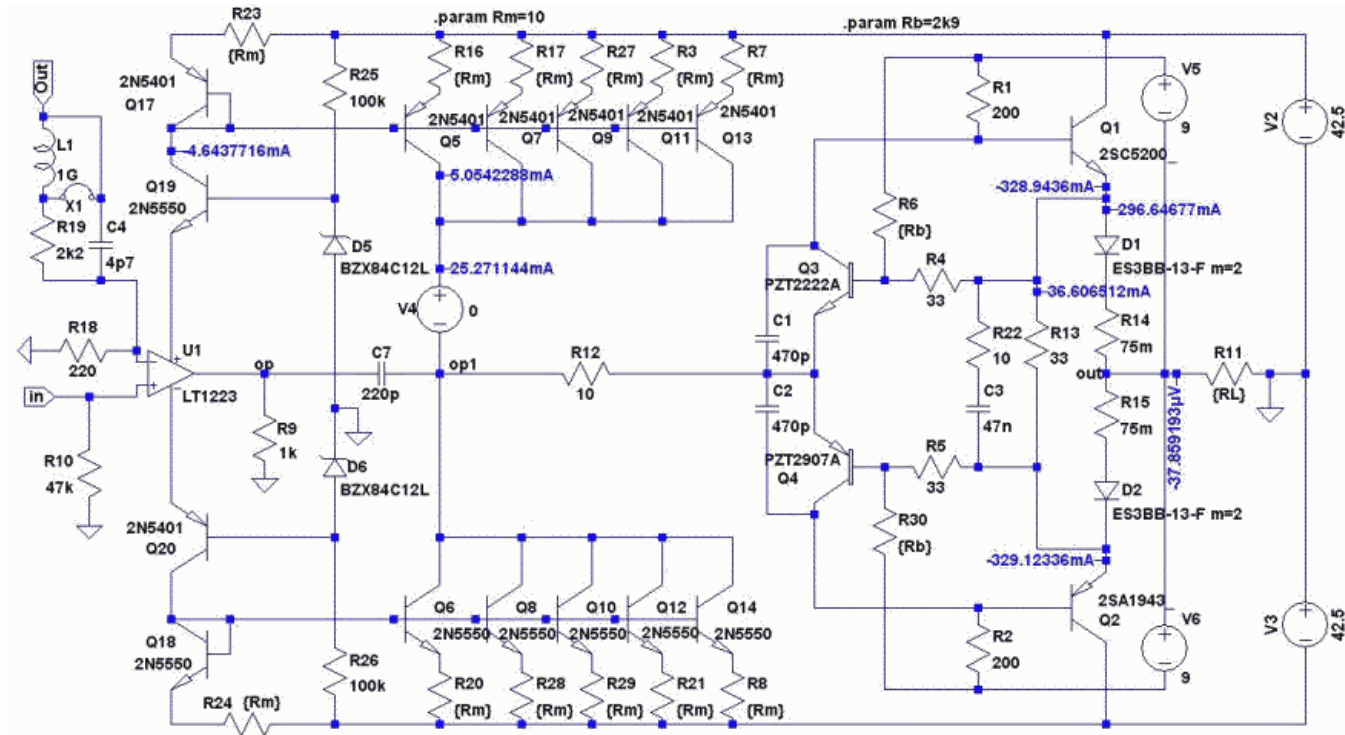 R23
.param Rm=10
.param Rb=2k9
{Rm}
R16
{Rm}
R17
{Rm}
R27
{Rm}
R3
{Rm}
R7
{Rm}
Out
2N5401
Q17
R25
100k
R1
200
V5
9
V2
42.5
2N5401
Q5
2N5401
Q7
2N5401
Q9
2N5401
Q11
2N5401
Q13
Q1
2SC5200
L1
1G
X1
-4.6437716mA
Q19
2N5550
5.0542288mA
-328.9436mA
296.64677mA
R19
2k2
C4
4p7
R6
{Rb}
D5
BZX84C12L
25.271144mA
Q3
PZT2222A
R4
33
D1
ES3BB-13-F m=2
-36.606512mA
V4
0
C1
470p
R22
10
R13
33
R14
75m
R18
220
U1
LT1223
op
C7
220p
op1
R12
10
out
R11
{RL}
in
R9
1k
C2
470p
C3
47n
R15
75m
-37.859193µV
R10
47k
D6
BZX84C12L
PZT2907A
Q4
R5
33
D2
ES3BB-13-F m=2
2N5401
Q20
R30
{Rb}
-329.12336mA
Q6
2N5550
Q8
2N5550
Q10
2N5550
Q12
2N5550
Q14
2N5550
2SA1943
Q2
V6
9
V3
42.5
Q18
2N5550
R26
100k
R2
200
R24
{Rm}
R20
{Rm}
R28
{Rm}
R29
{Rm}
R21
{Rm}
R8
{Rm}